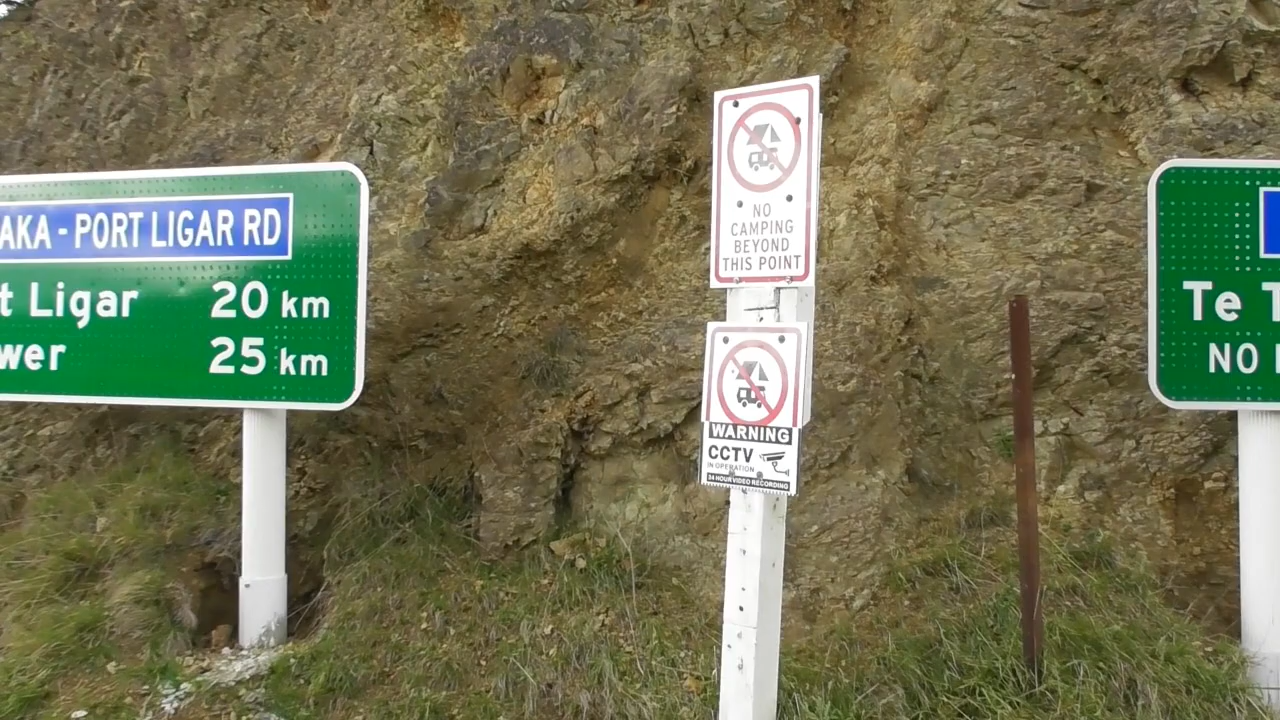 AKA - PORT LIGAR RD
t Ligar 20 km
wer 25 km
NO
CAMPING
BEYOND
THIS POINT
WARNING
CCTV
IN OPERATION
24 HOUR VIDEO RECORDING
Te T
NO